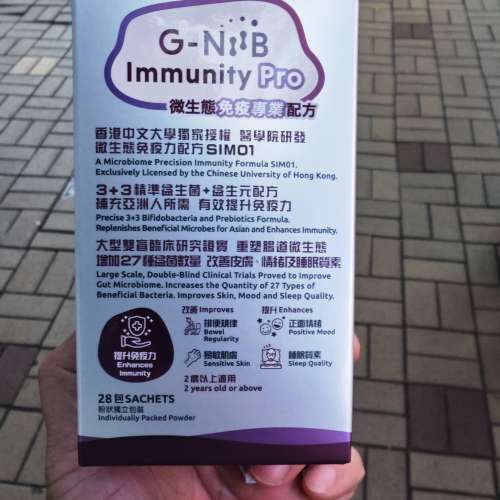 G-NiiB
Immunity Pro
微生態免疫專業配方
香港中文大學獨家授權 醫學院研發
微生態免疫力配方SIM01
A Microbiome Precision Immunity Formula SIM01.
Exclusively Licensed by the Chinese University of Hong Kong.
3+3精準益生菌+益生元配方
補充亞洲人所需 有效提升免疫力
Precise 3+3 Bifidobacteria and Prebiotics Formula.
Replenishes Beneficial Microbes for Asian and Enhances Immunity.
大型雙盲臨床研究證實 重塑腸道微生態
增加27種益菌數量 改善皮膚、情緒及睡眠質素
Large Scale, Double-Blind Clinical Trials Proved to Improve
Gut Microbiome. Increases the Quantity of 27 Types of
Beneficial Bacteria. Improves Skin, Mood and Sleep Quality.
提升免疫力
Enhances
Immunity
改善 Improves
排便規律
Bowel
Regularity
易敏肌膚
Sensitive Skin
提升 Enhances
正面情緒
Positive Mood
睡眠質素
Sleep Quality
2歲以上適用
2 years old or above
28包SACHETS
粉狀獨立包裝
Individually Packed Powder